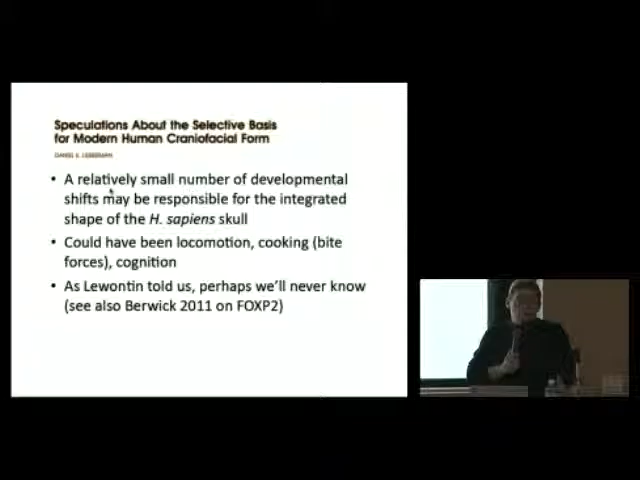 Speculations About the Selective Basis
for Modern Human Craniofacial Form
DANIEL E. LIEBERMAN
• A relatively small number of developmental
shifts may be responsible for the integrated
shape of the H. sapiens skull
• Could have been locomotion, cooking (bite
forces), cognition
• As Lewontin told us, perhaps we'll never know
(see also Berwick 2011 on FOXP2)